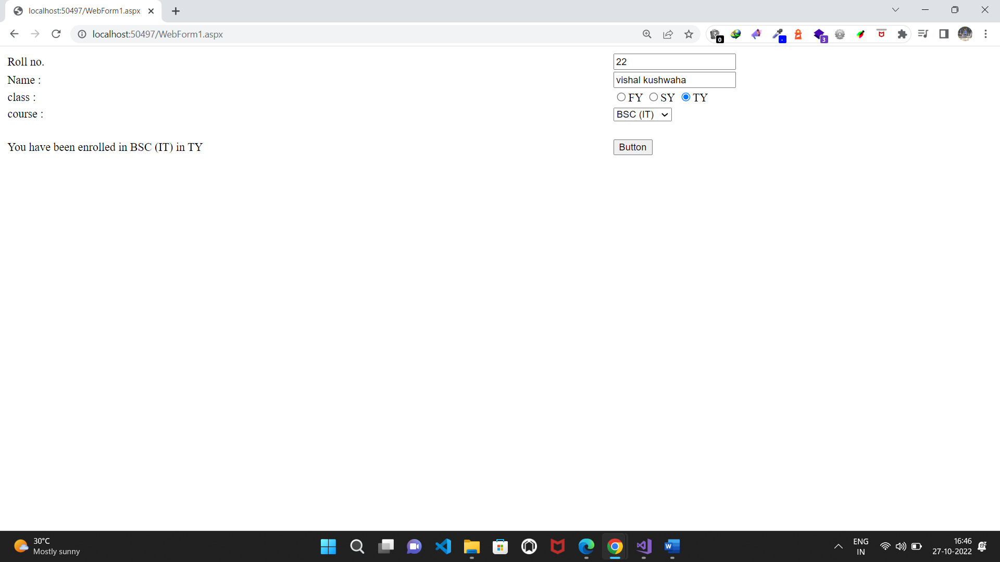 localhost:50497/WebForm1.aspx
localhost:50497/WebForm1.aspx
0
3
Roll no.
22
Name :
vishal kushwaha
class :
FY SY TY
course :
BSC (IT)
You have been enrolled in BSC (IT) in TY
Button
30°C
Mostly sunny
ENG
IN
16:46
27-10-2022